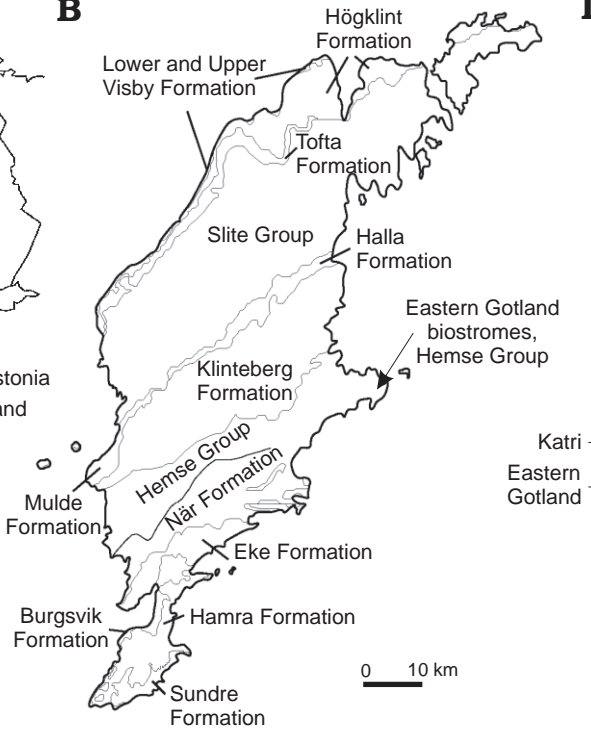 B
Högklint
Formation
Lower and Upper
Visby Formation
Tofta
Formation
Slite Group
Halla
Formation
Eastern Gotland
biostromes,
Hemse Group
Klinteberg
Formation
Hemse Group
När Formation
Mulde
Formation
Eke Formation
Burgsvik
Formation
Hamra Formation
Sundre
Formation
0 10 km
stonia
and
Katri
Eastern
Gotland